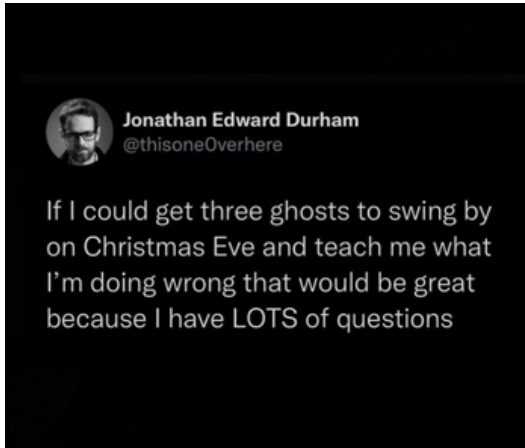 Jonathan Edward Durham
@thisone0verhere
If I could get three ghosts to swing by
on Christmas Eve and teach me what
I'm doing wrong that would be great
because I have LOTS of questions